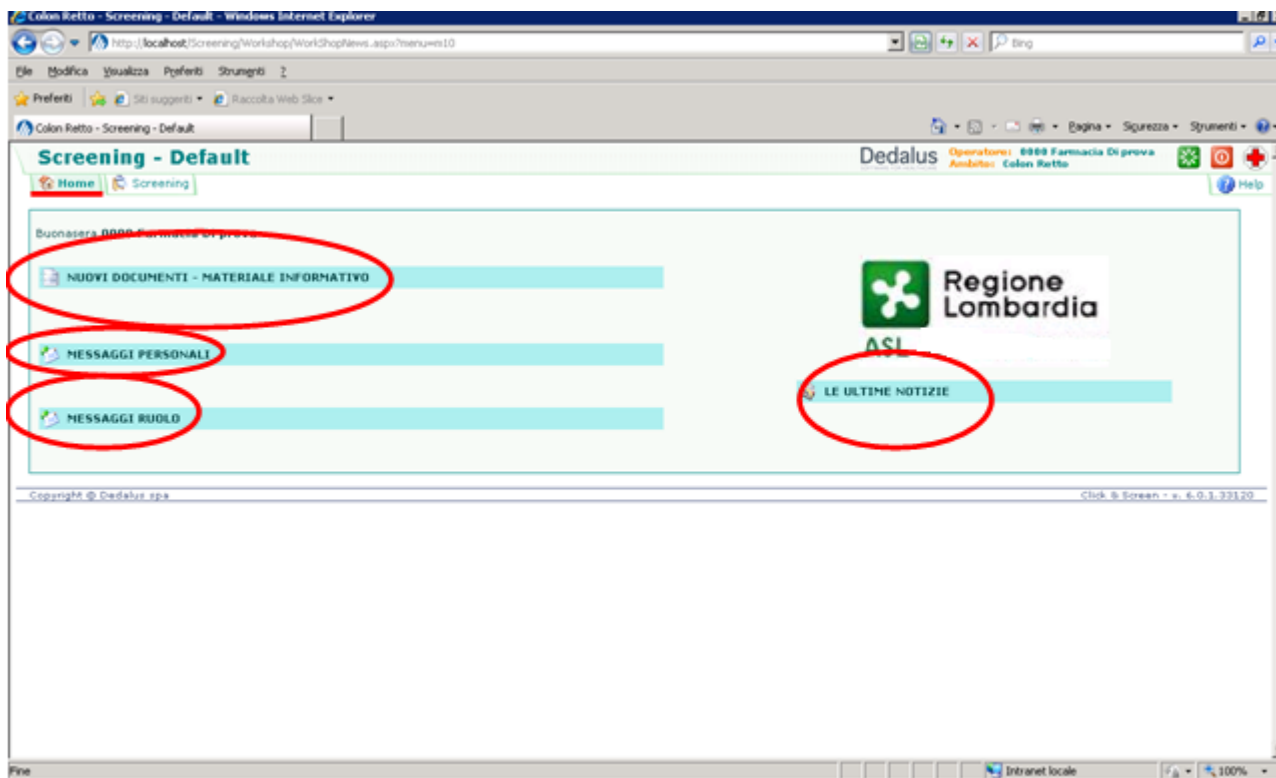 Colon Retto - Screening - Default - Windows Internet Explorer
http://localhost/Screening/Workshop/WorkShopNews.aspx?menu=m10
Bing
File Modifica Visualizza Preferiti Strumenti ?
Preferiti Siti suggeriti Raccolta Web Slice
Colon Retto - Screening - Default
Pagina Sicurezza Strumenti
Screening - Default
Dedalus
Operatore: 0000 Farmacia Di prova
Ambito: Colon Retto
Home Screening
Help
Buonasera 0000 Farmacia Di prova
NUOVI DOCUMENTI - MATERIALE INFORMATIVO
Regione
Lombardia
ASL
MESSAGGI PERSONALI
LE ULTIME NOTIZIE
MESSAGGI RUOLO
Copyright © Dedalus spa
Click & Screen - v. 6.0.1.33120
Fine
Intranet locale
100%